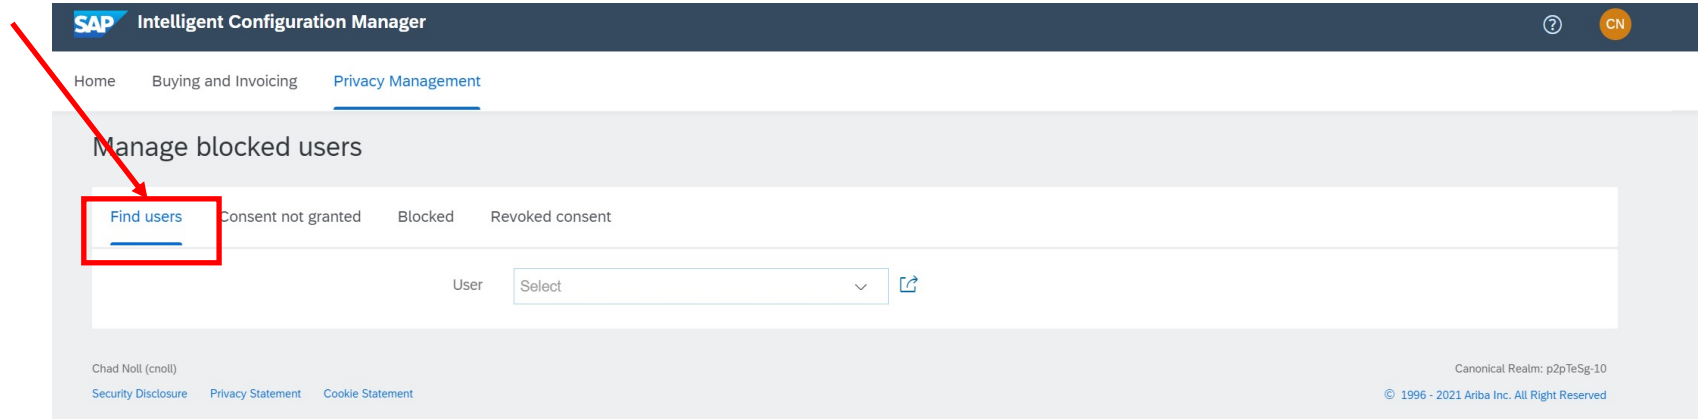 SAP Intelligent Configuration Manager ? CN
Home Buying and Invoicing Privacy Management
Manage blocked users
Find users Consent not granted Blocked Revoked consent
User Select
Chad Noll (cnoll) Canonical Realm: p2pTeSg-10
Security Disclosure Privacy Statement Cookie Statement © 1996 - 2021 Ariba Inc. All Right Reserved